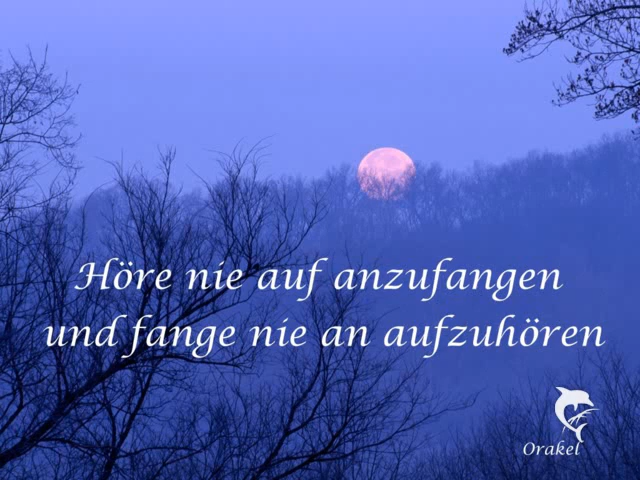 Höre nie auf anzufangen
und fange nie an aufzuhören
Orakel